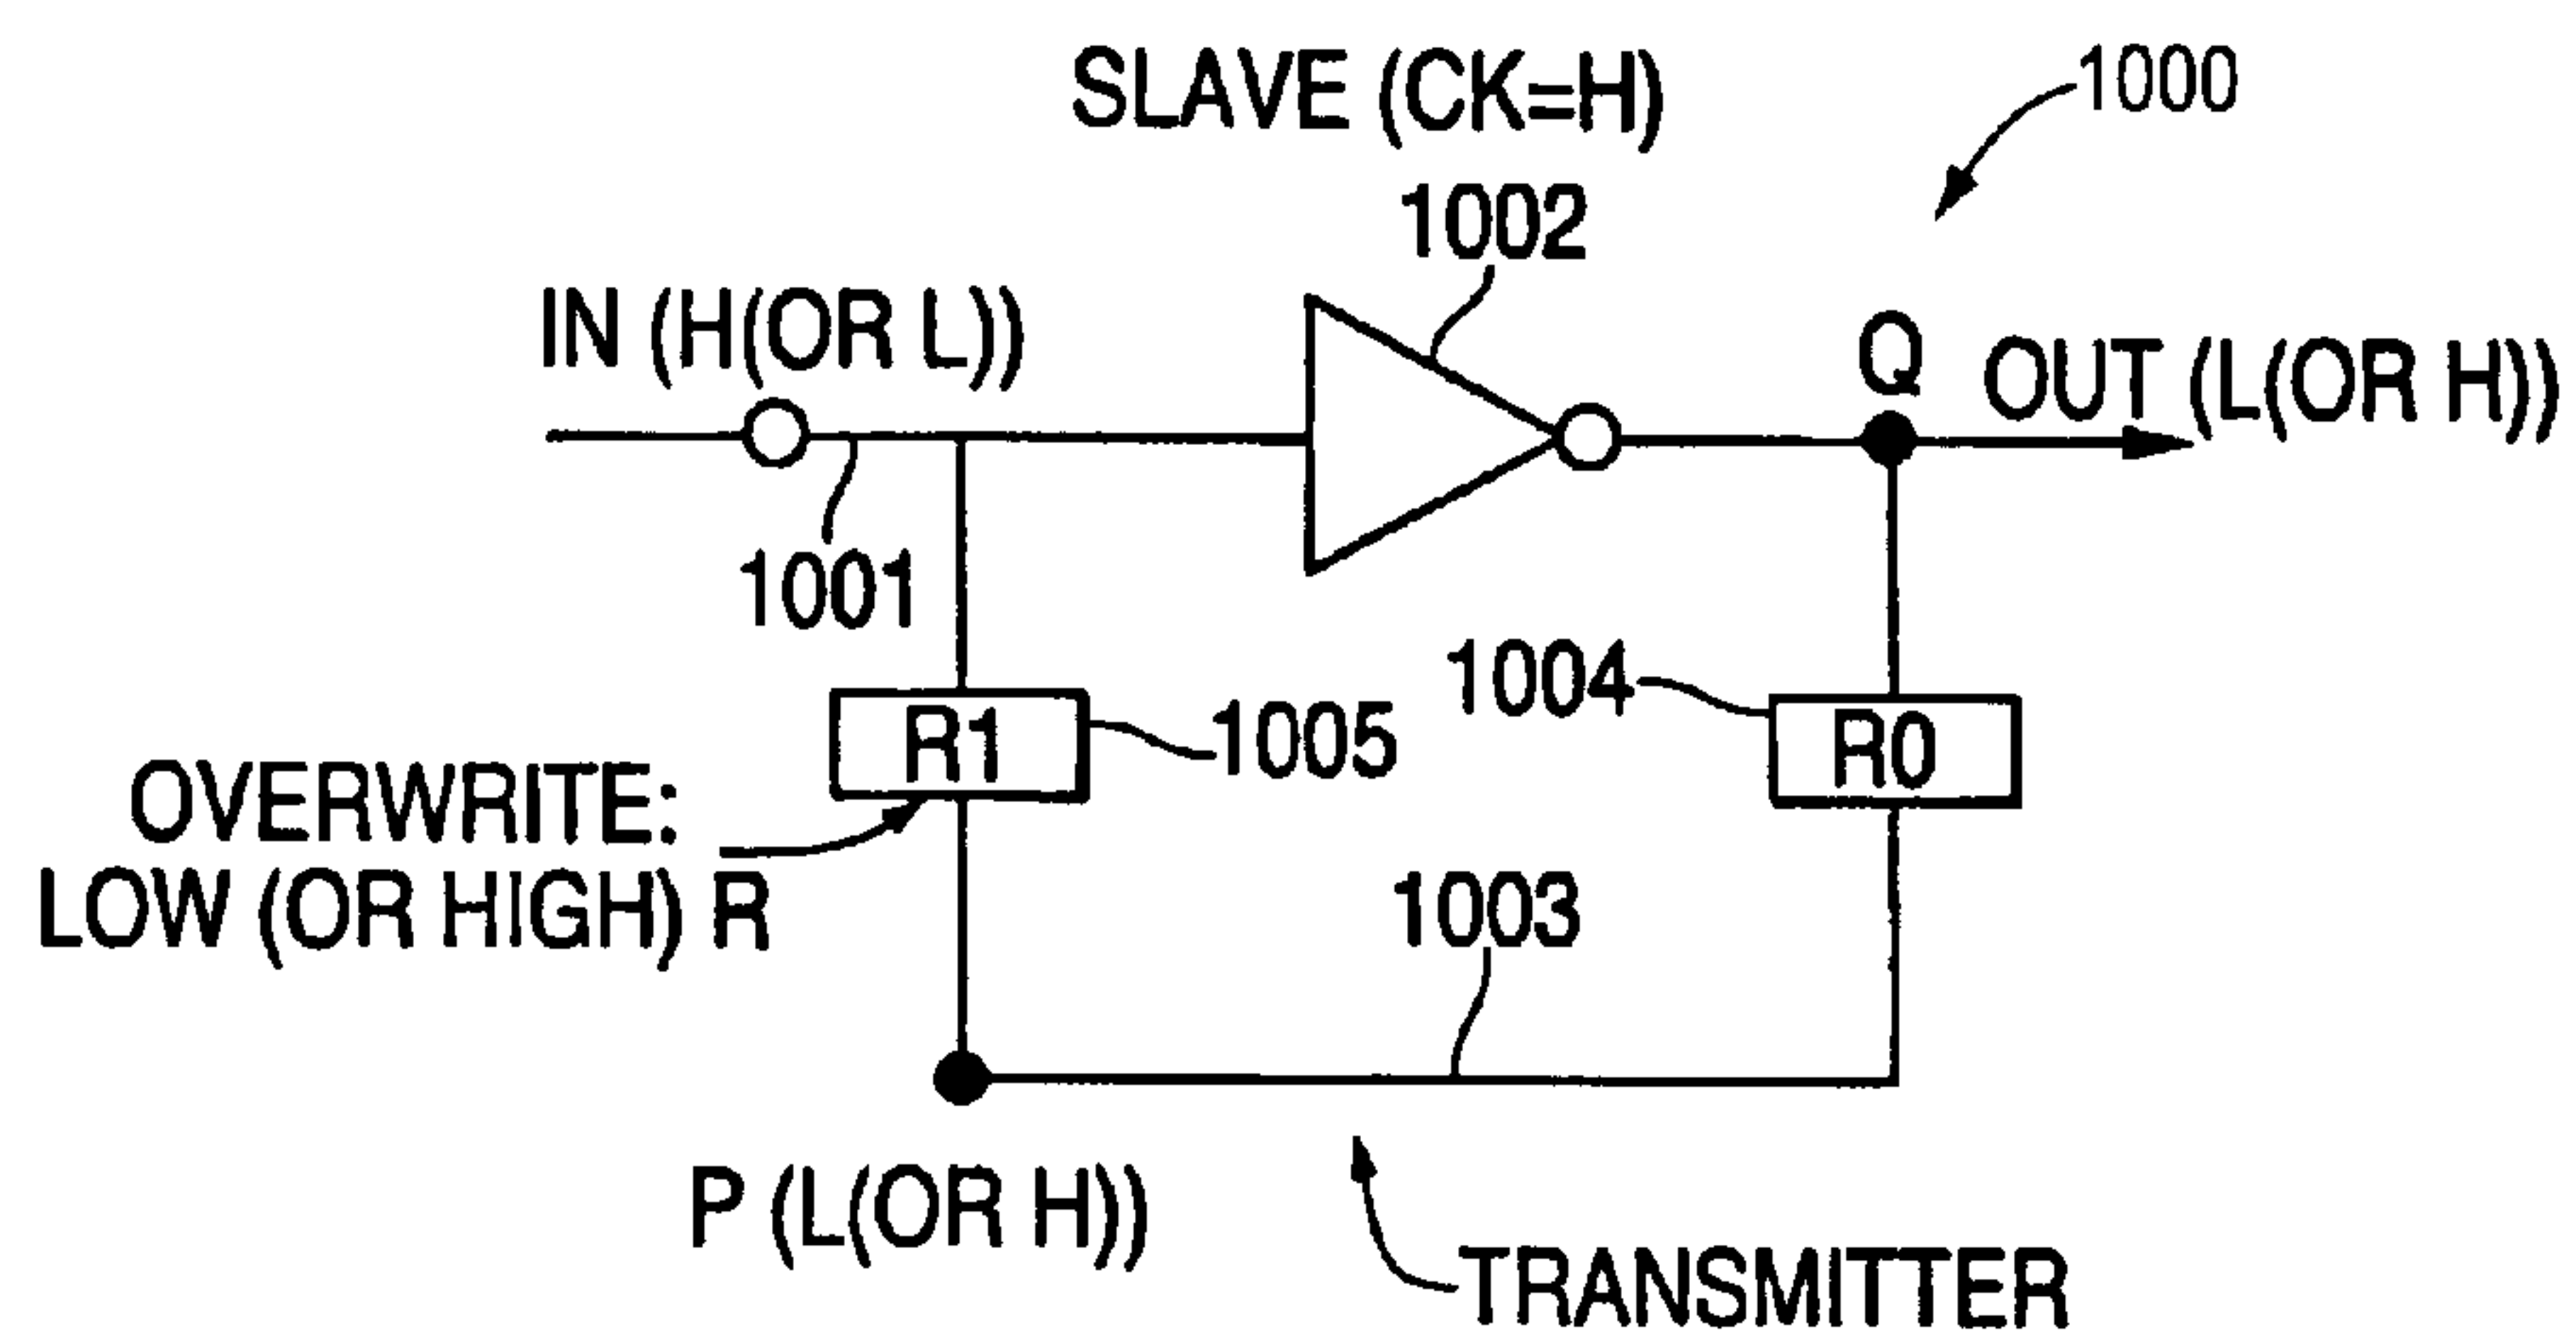 SLAVE (CK=H)
1000
1002
IN (H(OR L))
Q
OUT (L(OR H))
1001
1004
R1
1005
R0
OVERWRITE:
LOW (OR HIGH) R
1003
P (L(OR H))
TRANSMITTER